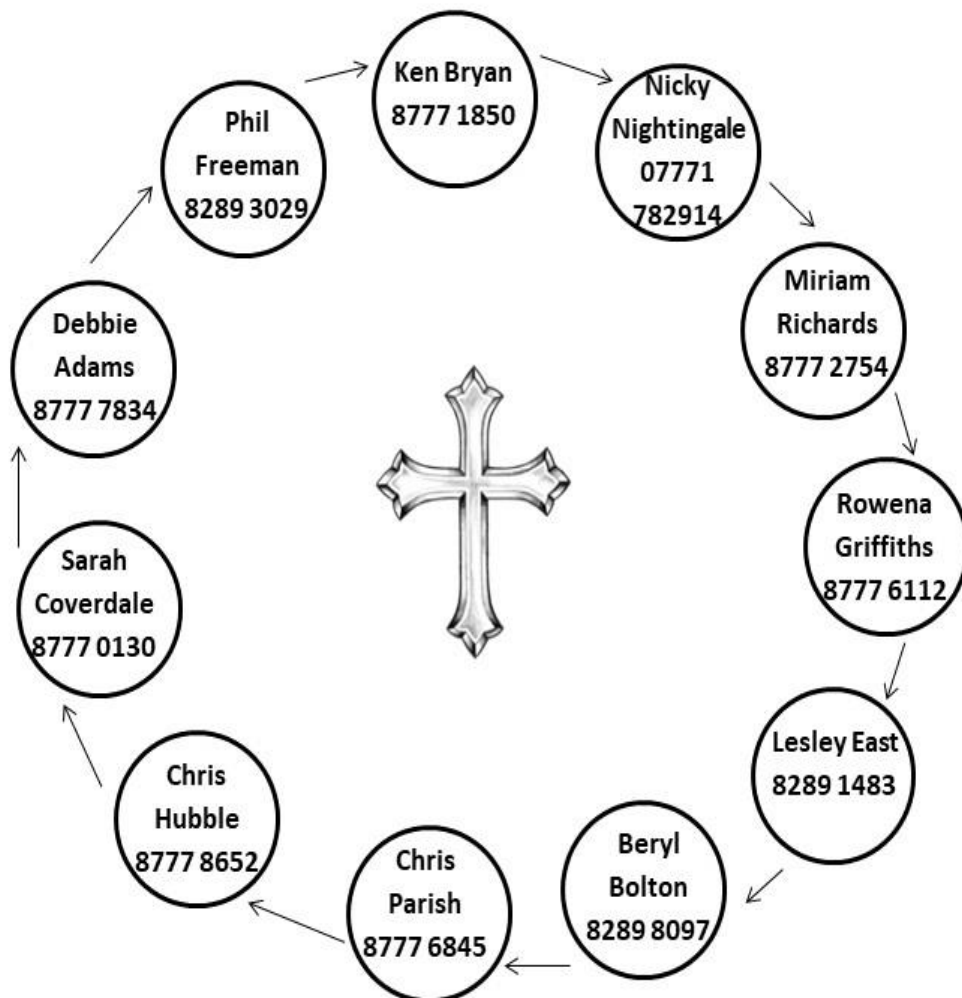 Ken Bryan
8777 1850
Nicky
Nightingale
07771
782914
Miriam
Richards
8777 2754
Rowena
Griffiths
8777 6112
Lesley East
8289 1483
Beryl
Bolton
8289 8097
Chris
Parish
8777 6845
Chris
Hubble
8777 8652
Sarah
Coverdale
8777 0130
Debbie
Adams
8777 7834
Phil
Freeman
8289 3029